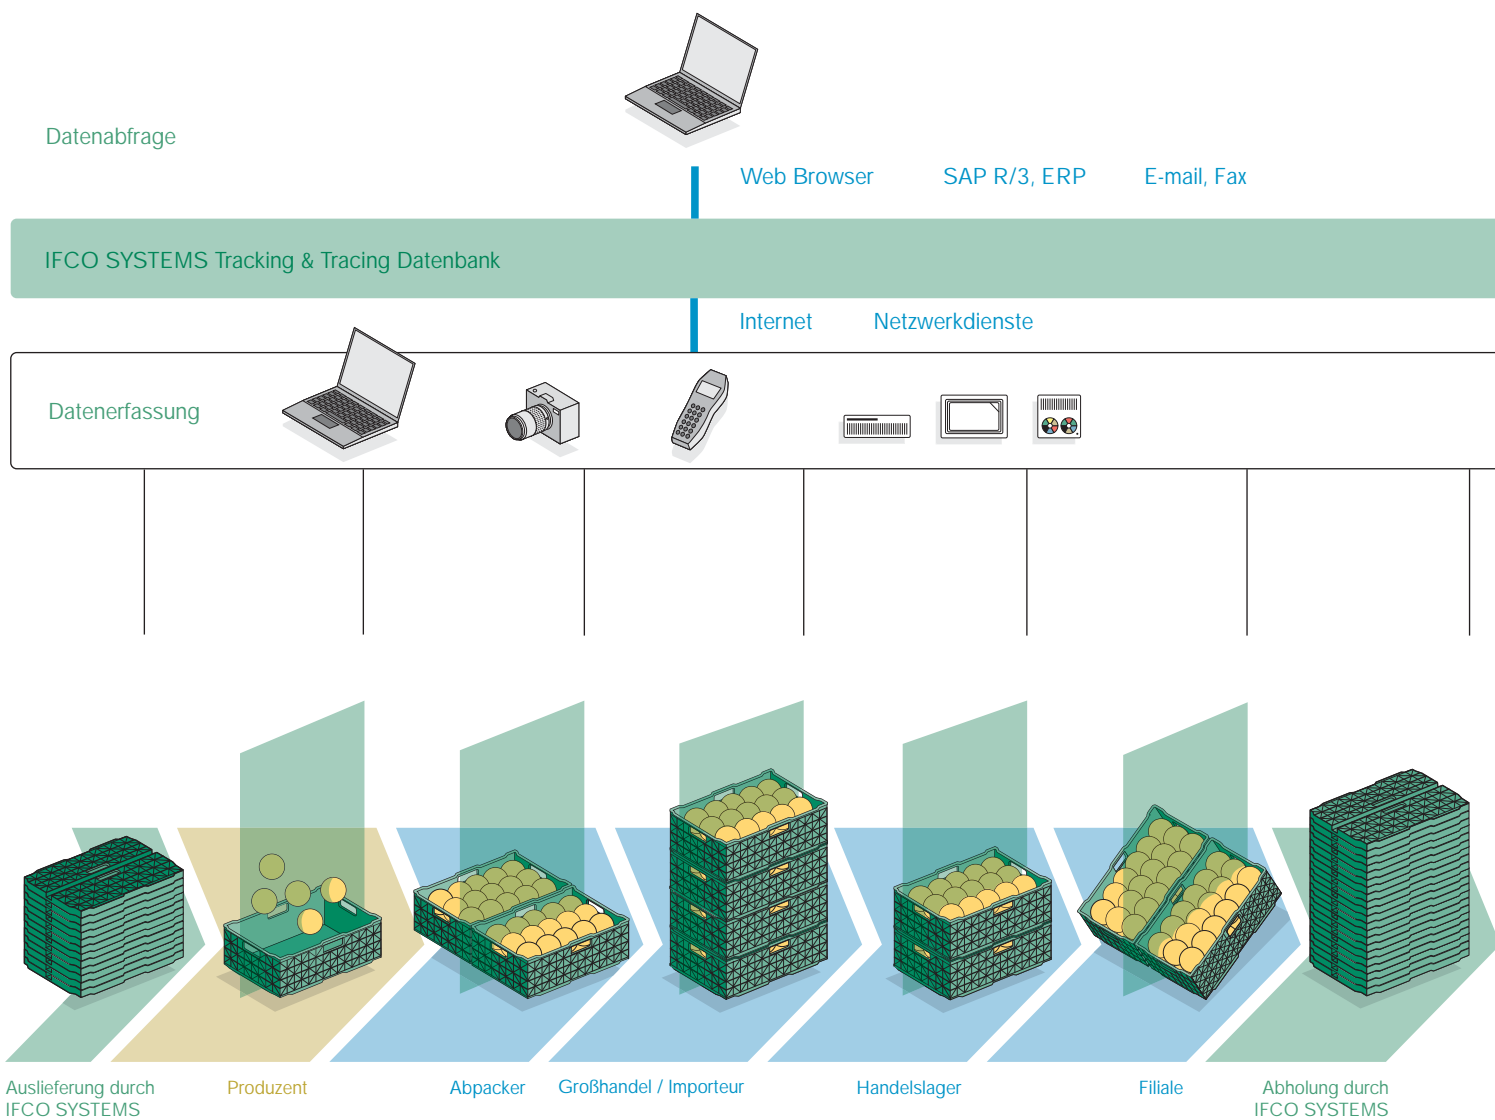 Datenabfrage
Web Browser
SAP R/3, ERP
E-mail, Fax
IFCO SYSTEMS Tracking & Tracing Datenbank
Internet
Netzwerkdienste
Datenerfassung
Auslieferung durch
IFCO SYSTEMS
Produzent
Abpacker
Großhandel / Importeur
Handelslager
Filiale
Abholung durch
IFCO SYSTEMS